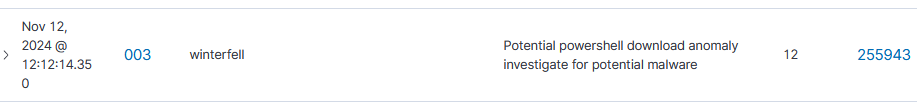 Nov 12,
2024 @
12:12:14.35
0
003
winterfell
Potential powershell download anomaly
investigate for potential malware
12
255943